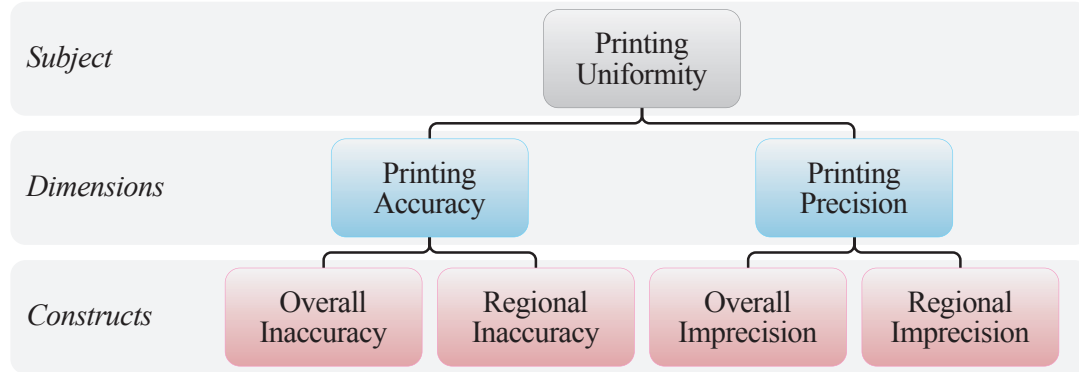 Subject
Printing
Uniformity
Dimensions
Printing
Accuracy
Printing
Precision
Constructs
Overall
Inaccuracy
Regional
Inaccuracy
Overall
Imprecision
Regional
Imprecision